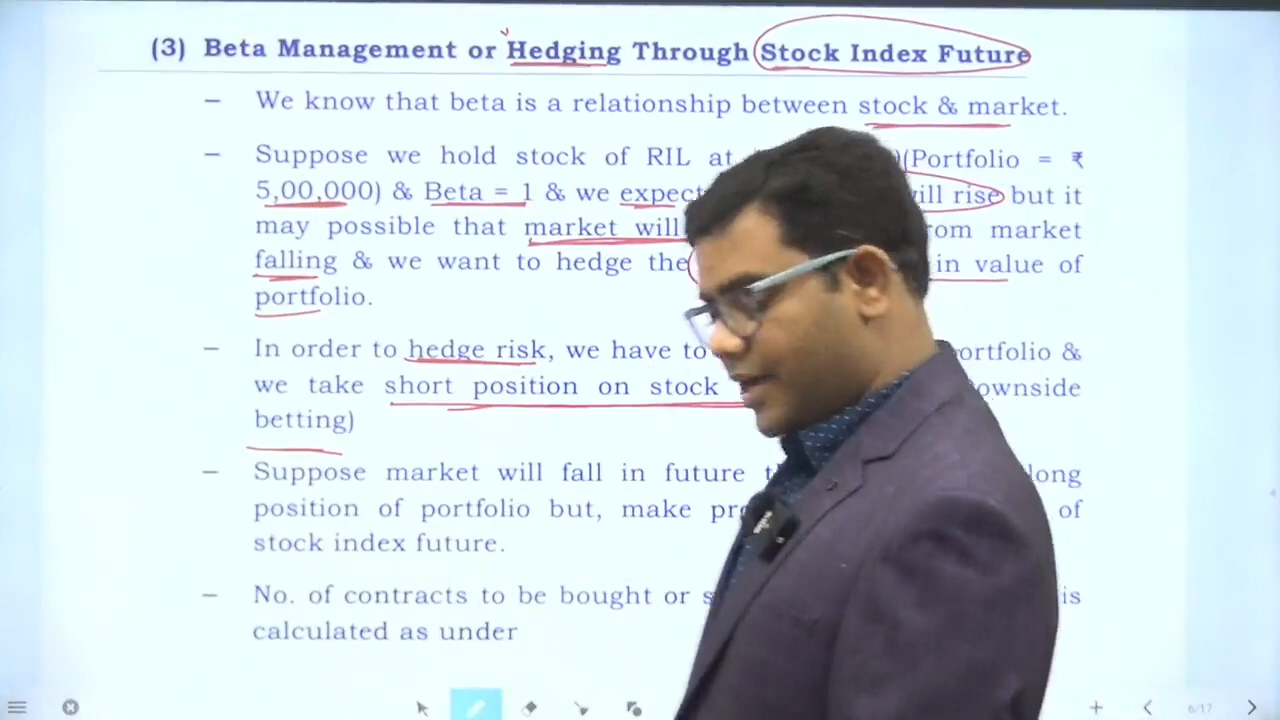 (3) Beta Management or Hedging Through Stock Index Future
– We know that beta is a relationship between stock & market.
– Suppose we hold stock of RIL at (Portfolio = ₹
5,00,000) & Beta = 1 & we expect will rise but it
may possible that market will from market
falling & we want to hedge the in value of
portfolio.
– In order to hedge risk, we have to portfolio &
we take short position on stock downside
betting)
– Suppose market will fall in future long
position of portfolio but, make of
stock index future.
– No. of contracts to be bought or is
calculated as under
6/17